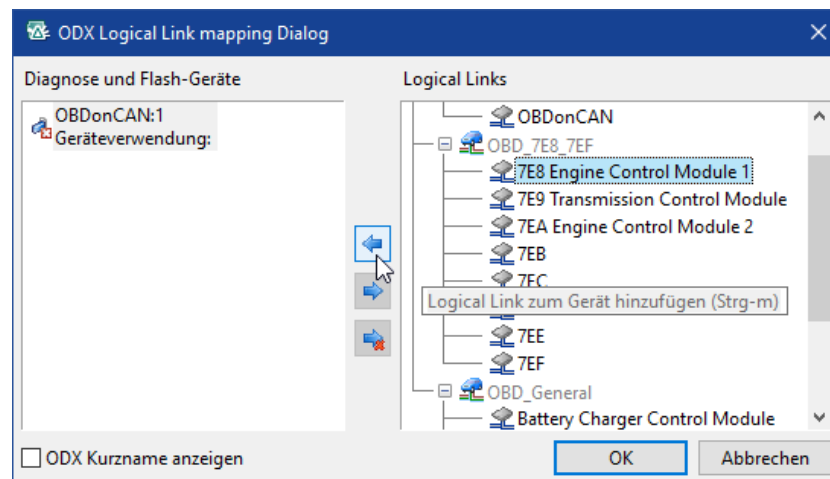 ODX Logical Link mapping Dialog
Diagnose und Flash-Geräte
OBDonCAN:1
Geräteverwendung:
Logical Links
OBDonCAN
OBD_7E8_7EF
7E8 Engine Control Module 1
7E9 Transmission Control Module
7EA Engine Control Module 2
7EB
7EC
Logical Link zum Gerät hinzufügen (Strg-m)
7EE
7EF
OBD_General
Battery Charger Control Module
ODX Kurzname anzeigen
OK
Abbrechen